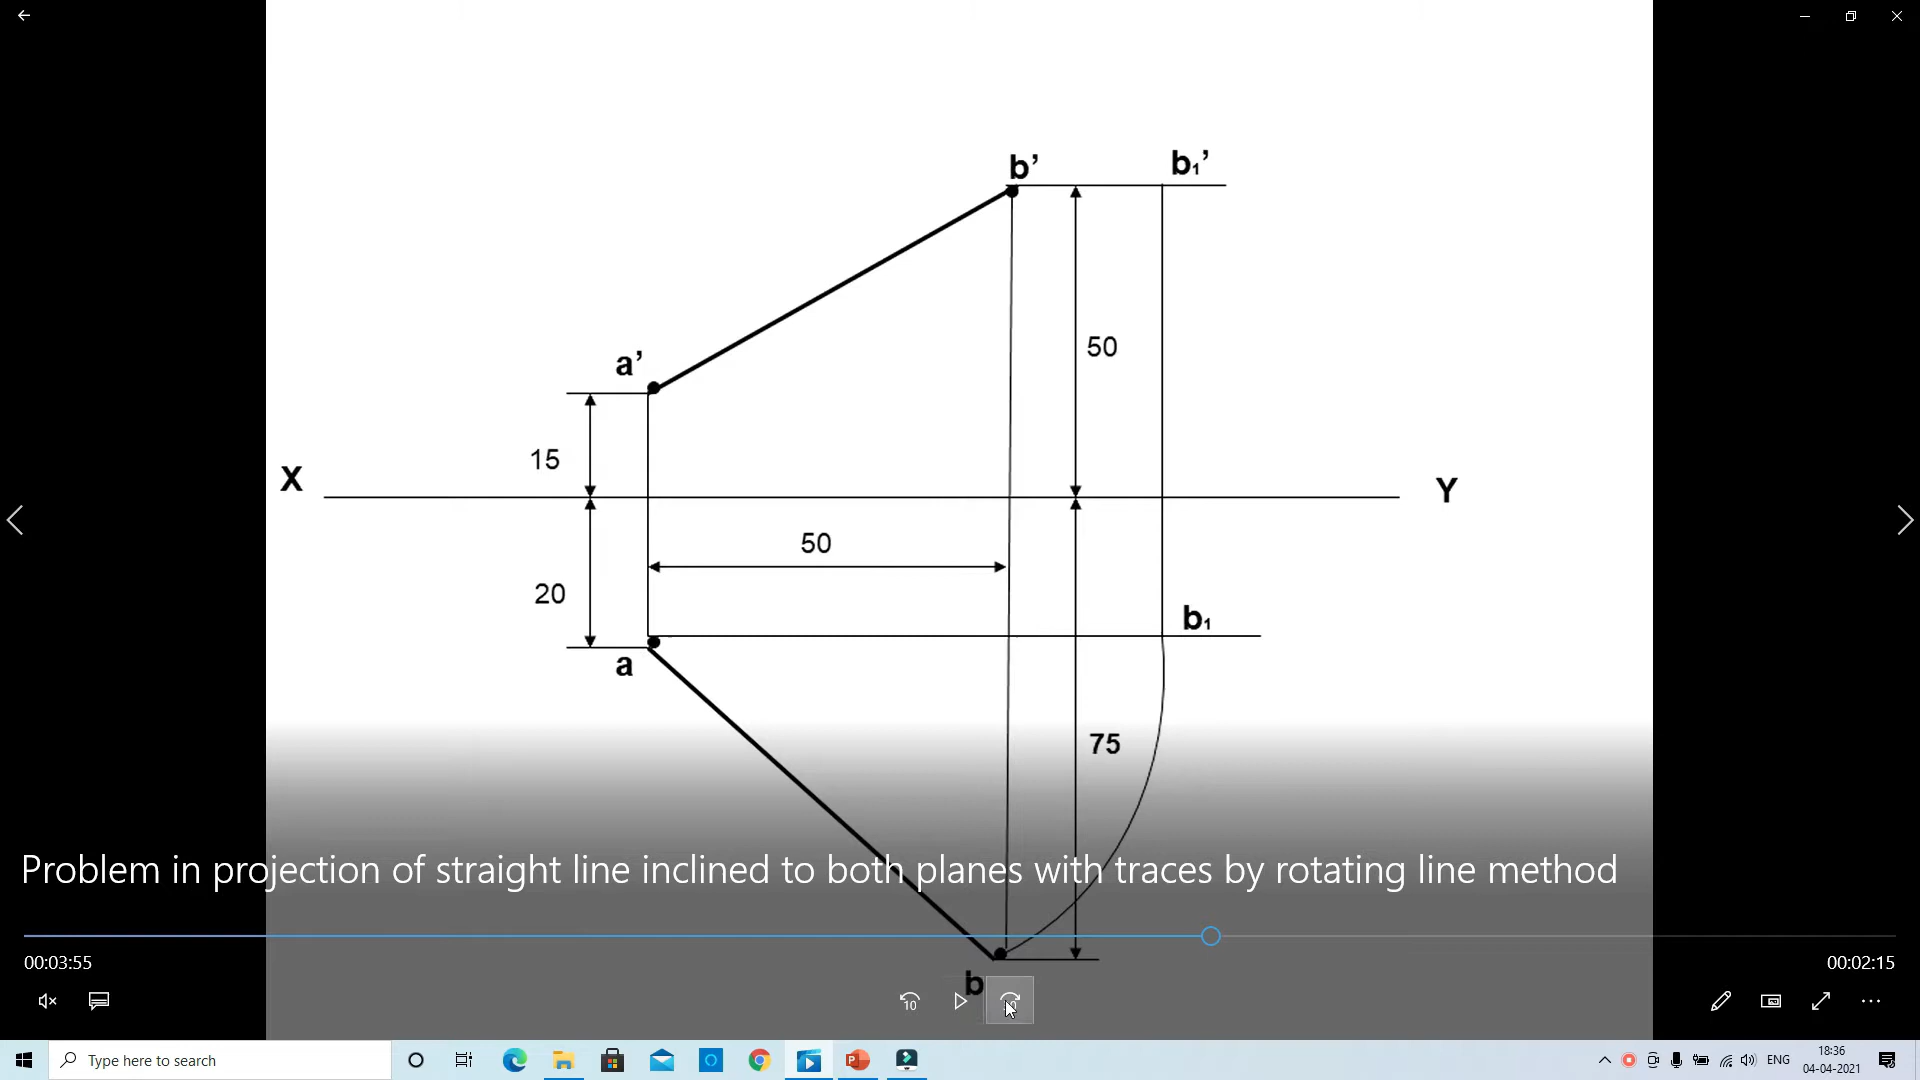 b’
b₁’
a’
50
15
X
Y
50
20
b₁
a
75
Problem in projection of straight line inclined to both planes with traces by rotating line method
00:03:55
00:02:15
b
10
Type here to search
ENG
18:36
04-04-2021